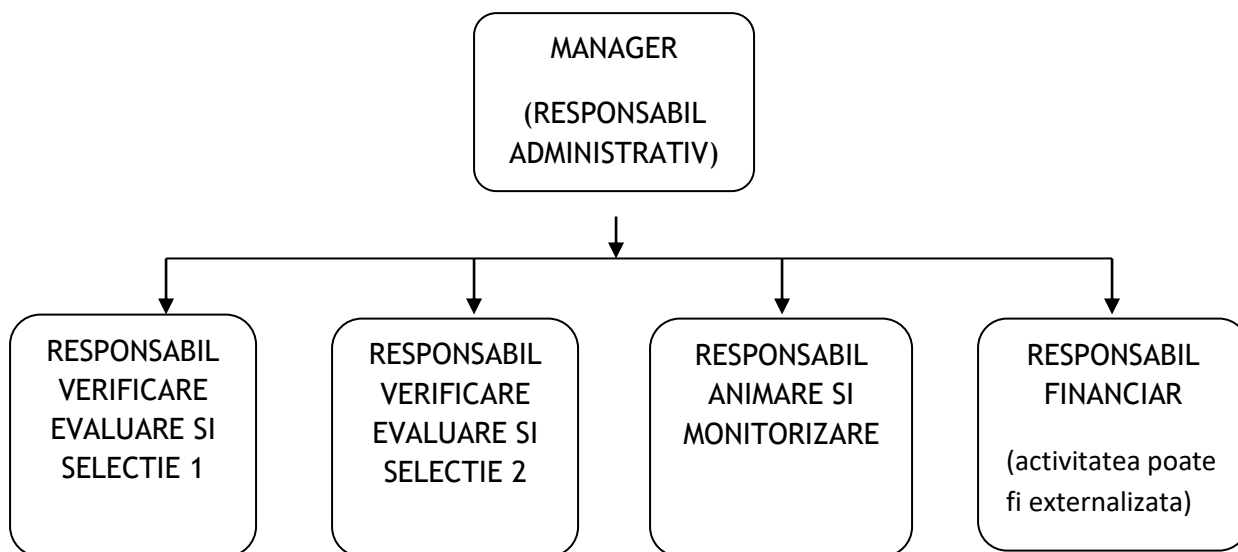 MANAGER
(RESPONSABIL
ADMINISTRATIV)
RESPONSABIL
VERIFICARE
EVALUARE SI
SELECTIE 1
RESPONSABIL
VERIFICARE
EVALUARE SI
SELECTIE 2
RESPONSABIL
ANIMARE SI
MONITORIZARE
RESPONSABIL
FINANCIAR
(activitatea poate
fi externalizata)